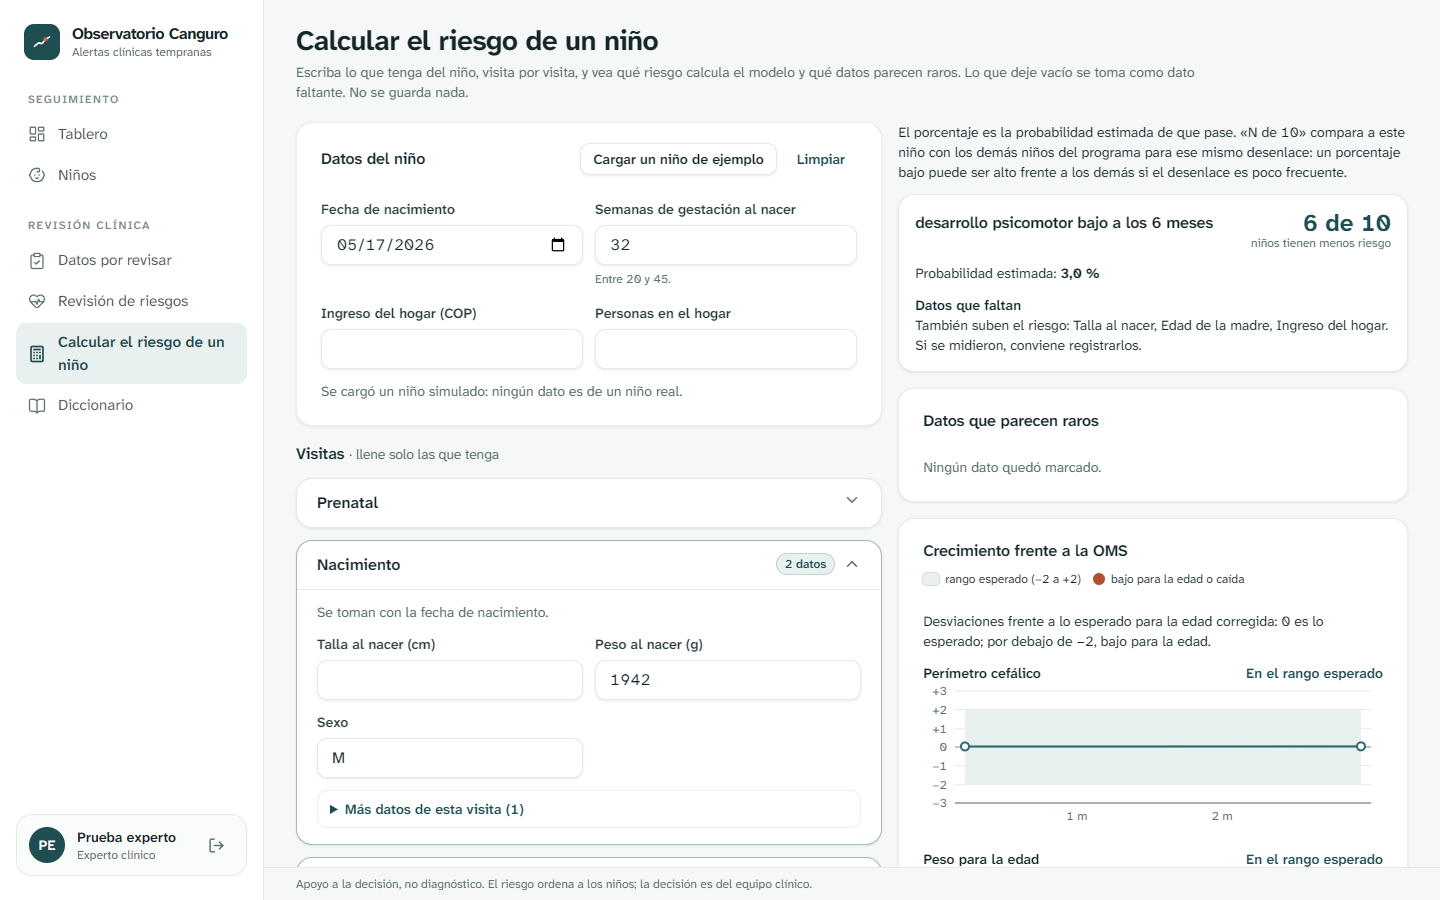 Observatorio Canguro
Alertas clínicas tempranas
SEGUIMIENTO
Tablero
Niños
REVISIÓN CLÍNICA
Datos por revisar
Revisión de riesgos
Calcular el riesgo de un
niño
Diccionario
PE
Prueba experto
Experto clínico
Calcular el riesgo de un niño
Escriba lo que tenga del niño, visita por visita, y vea qué riesgo calcula el modelo y qué datos parecen raros. Lo que deje vacío se toma como dato
faltante. No se guarda nada.
Datos del niño
Cargar un niño de ejemplo
Limpiar
Fecha de nacimiento
Semanas de gestación al nacer
05/17/2026
32
Entre 20 y 45.
Ingreso del hogar (COP)
Personas en el hogar
Se cargó un niño simulado: ningún dato es de un niño real.
Visitas · llene solo las que tenga
Prenatal
Nacimiento
2 datos
Se toman con la fecha de nacimiento.
Talla al nacer (cm)
Peso al nacer (g)
1942
Sexo
M
Más datos de esta visita (1)
El porcentaje es la probabilidad estimada de que pase. «N de 10» compara a este
niño con los demás niños del programa para ese mismo desenlace: un porcentaje
bajo puede ser alto frente a los demás si el desenlace es poco frecuente.
desarrollo psicomotor bajo a los 6 meses
6 de 10
niños tienen menos riesgo
Probabilidad estimada: 3,0 %
Datos que faltan
También suben el riesgo: Talla al nacer, Edad de la madre, Ingreso del hogar.
Si se midieron, conviene registrarlos.
Datos que parecen raros
Ningún dato quedó marcado.
Crecimiento frente a la OMS
rango esperado (−2 a +2)
bajo para la edad o caída
Desviaciones frente a lo esperado para la edad corregida: 0 es lo
esperado; por debajo de −2, bajo para la edad.
Perímetro cefálico
En el rango esperado
+3
+2
+1
0
−1
−2
−3
1 m
2 m
Peso para la edad
En el rango esperado
Apoyo a la decisión, no diagnóstico. El riesgo ordena a los niños; la decisión es del equipo clínico.